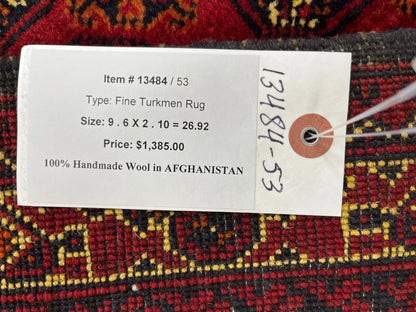 Item # 13484 / 53
Type: Fine Turkmen Rug
Size: 9 . 6 X 2 . 10 = 26.92
Price: $1,385.00
100% Handmade Wool in AFGHANISTAN
13484-53